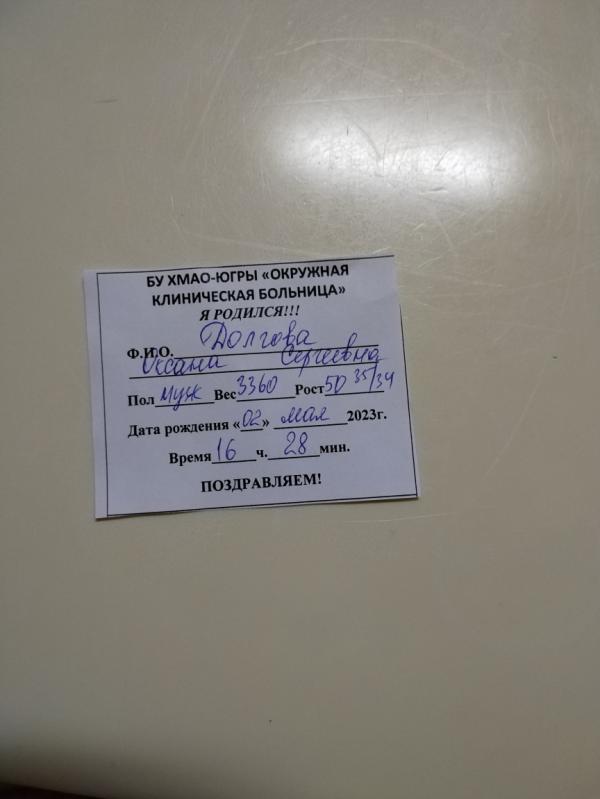 БУ ХМАО-ЮГРЫ «ОКРУЖНАЯ
КЛИНИЧЕСКАЯ БОЛЬНИЦА»
Я РОДИЛСЯ!!!
Ф.И.О. Долгова
Оксана Сергеевна
Пол муж Вес 3360 Рост 50 35/34
Дата рождения «02» мая 2023г.
Время 16 ч. 28 мин.
ПОЗДРАВЛЯЕМ!